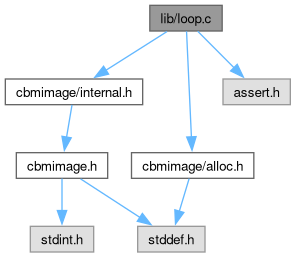 lib/loop.c
cbmimage/internal.h
assert.h
cbmimage.h
cbmimage/alloc.h
stdint.h
stddef.h